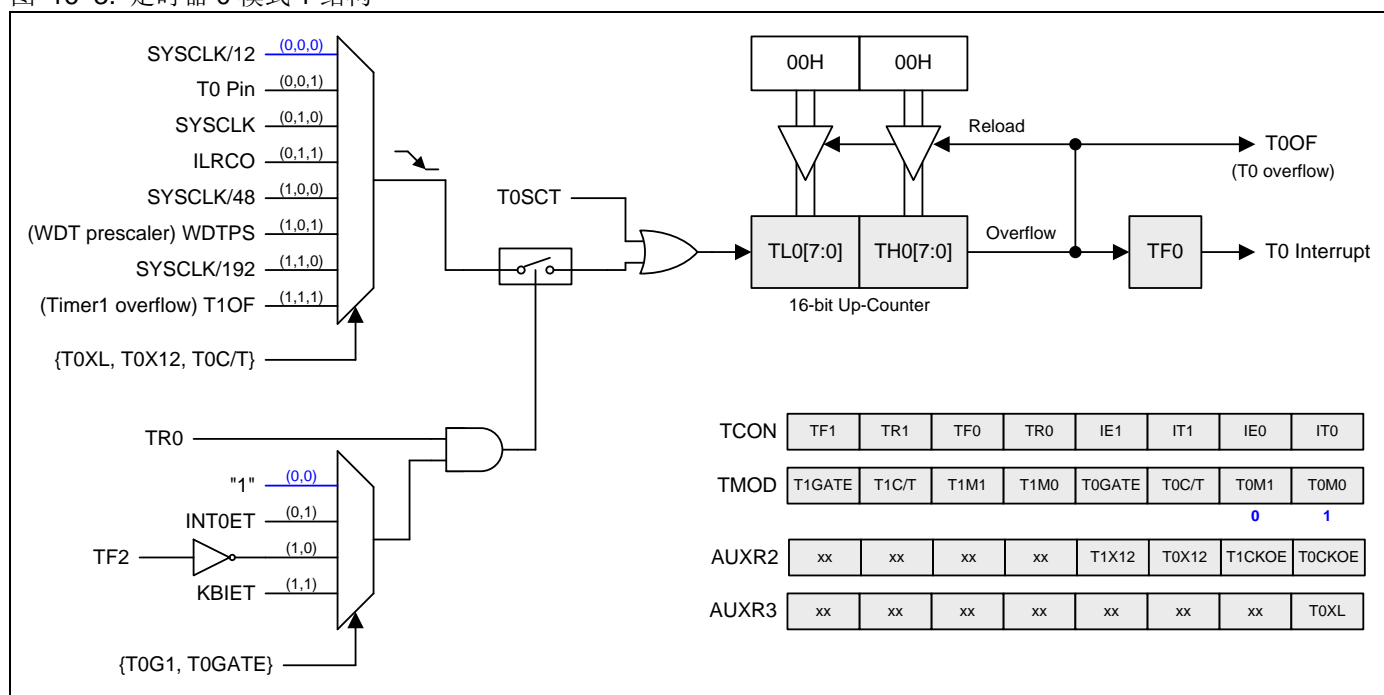 SYSCLK/12 (0,0,0)
T0 Pin (0,0,1)
SYSCLK (0,1,0)
ILRCO (0,1,1)
SYSCLK/48 (1,0,0)
(WDT prescaler) WDTPS (1,0,1)
SYSCLK/192 (1,1,0)
(Timer1 overflow) T1OF (1,1,1)
{T0XL, T0X12, T0C/T}
T0SCT
00H 00H
Reload
T0OF
(T0 overflow)
TL0[7:0] TH0[7:0]
Overflow
TF0
T0 Interrupt
16-bit Up-Counter
TR0
"1" (0,0)
INT0ET (0,1)
TF2 (1,0)
KBIET (1,1)
{T0G1, T0GATE}
TCON TF1 TR1 TF0 TR0 IE1 IT1 IE0 IT0
TMOD T1GATE T1C/T T1M1 T1M0 T0GATE T0C/T T0M1 T0M0
0 1
AUXR2 xx xx xx xx T1X12 T0X12 T1CKOE T0CKOE
AUXR3 xx xx xx xx xx xx xx T0XL